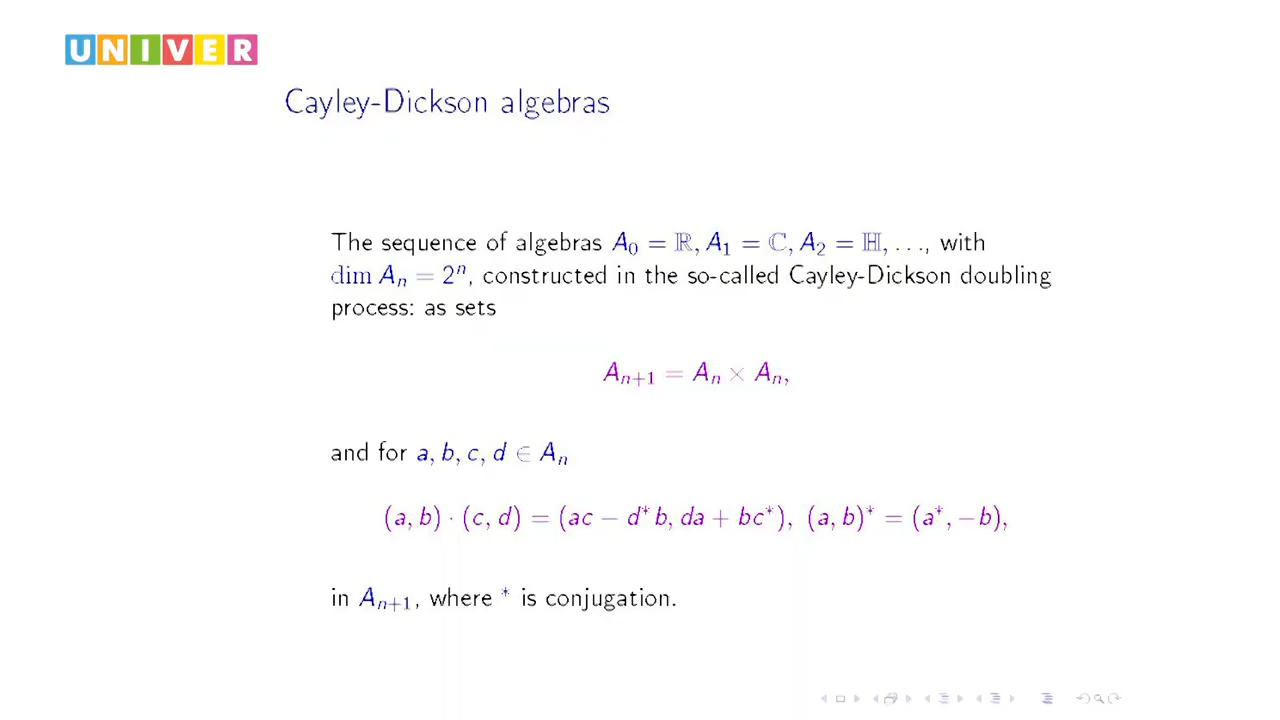 UNIVER
Cayley-Dickson algebras
The sequence of algebras A₀ = ℝ, A₁ = ℂ, A₂ = ℍ, . . ., with
dim Aₙ = 2ⁿ, constructed in the so-called Cayley-Dickson doubling
process: as sets
Aₙ₊₁ = Aₙ × Aₙ,
and for a, b, c, d ∈ Aₙ
(a, b) · (c, d) = (ac − d*b, da + bc*), (a, b)* = (a*, −b),
in Aₙ₊₁, where * is conjugation.